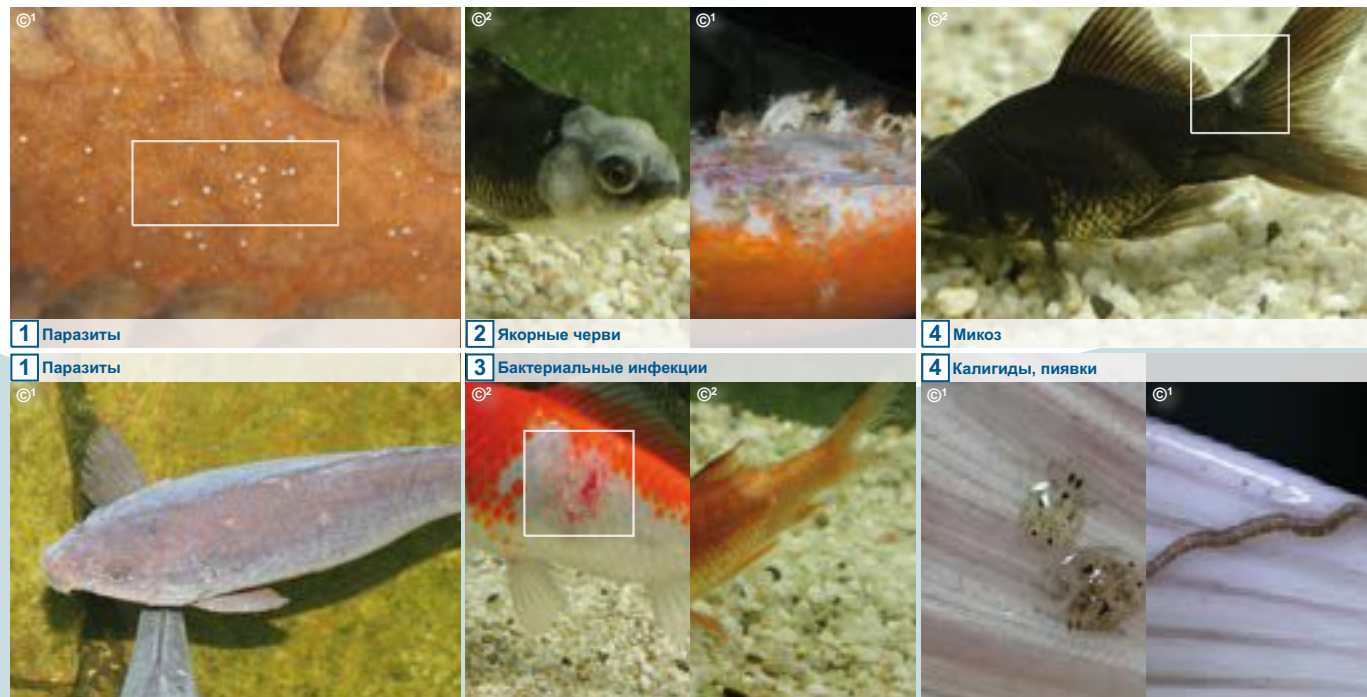 ©¹
©² ©¹
©²
1 Паразиты
2 Якорные черви
4 Микоз
1 Паразиты
3 Бактериальные инфекции
4 Калигиды, пиявки
©¹
©²
©¹ ©¹